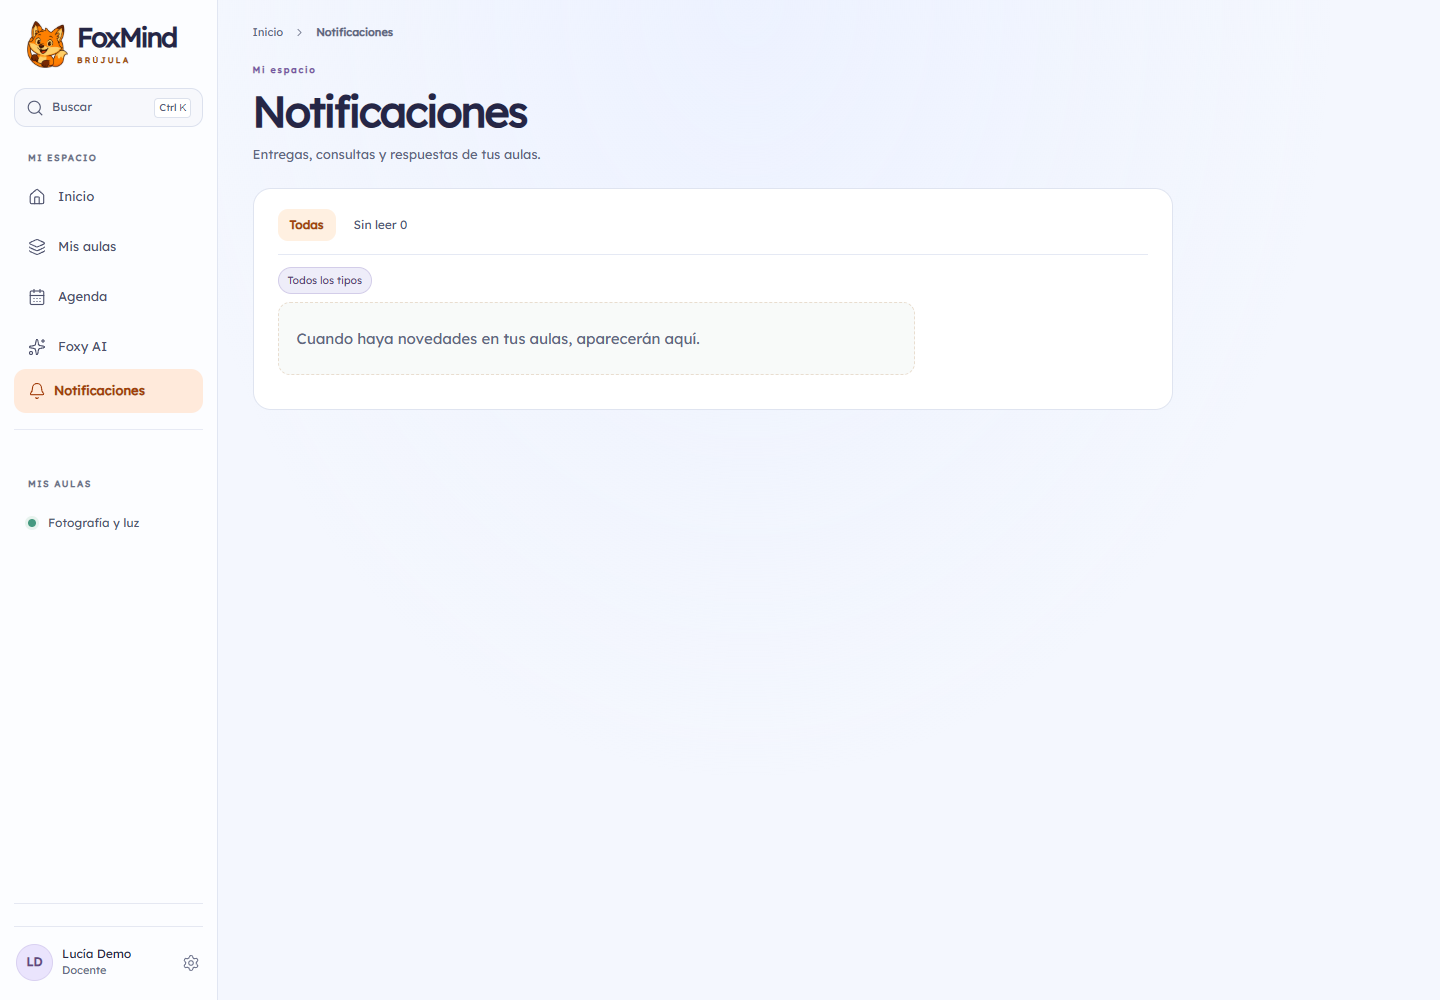 FoxMind
BRÚJULA
Buscar
Ctrl K
MI ESPACIO
Inicio
Mis aulas
Agenda
Foxy AI
Notificaciones
MIS AULAS
Fotografía y luz
LD
Lucía Demo
Docente
Inicio > Notificaciones
Mi espacio
Notificaciones
Entregas, consultas y respuestas de tus aulas.
Todas
Sin leer 0
Todos los tipos
Cuando haya novedades en tus aulas, aparecerán aquí.